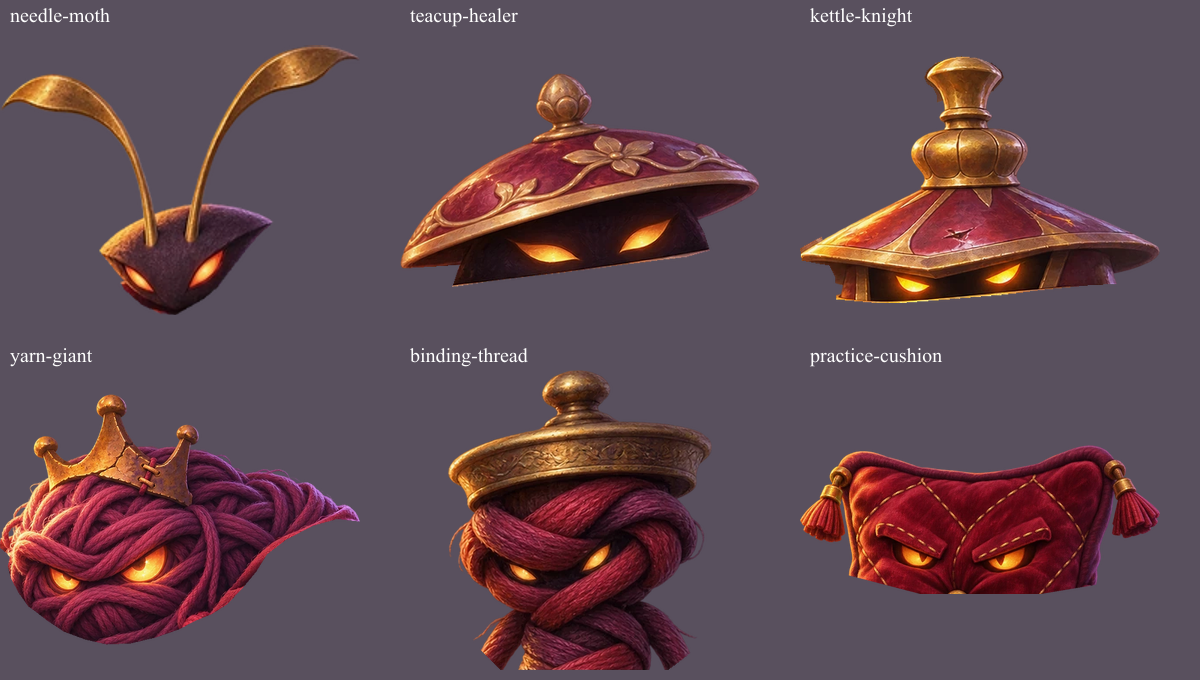 needle-moth
teacup-healer
kettle-knight
yarn-giant
binding-thread
practice-cushion